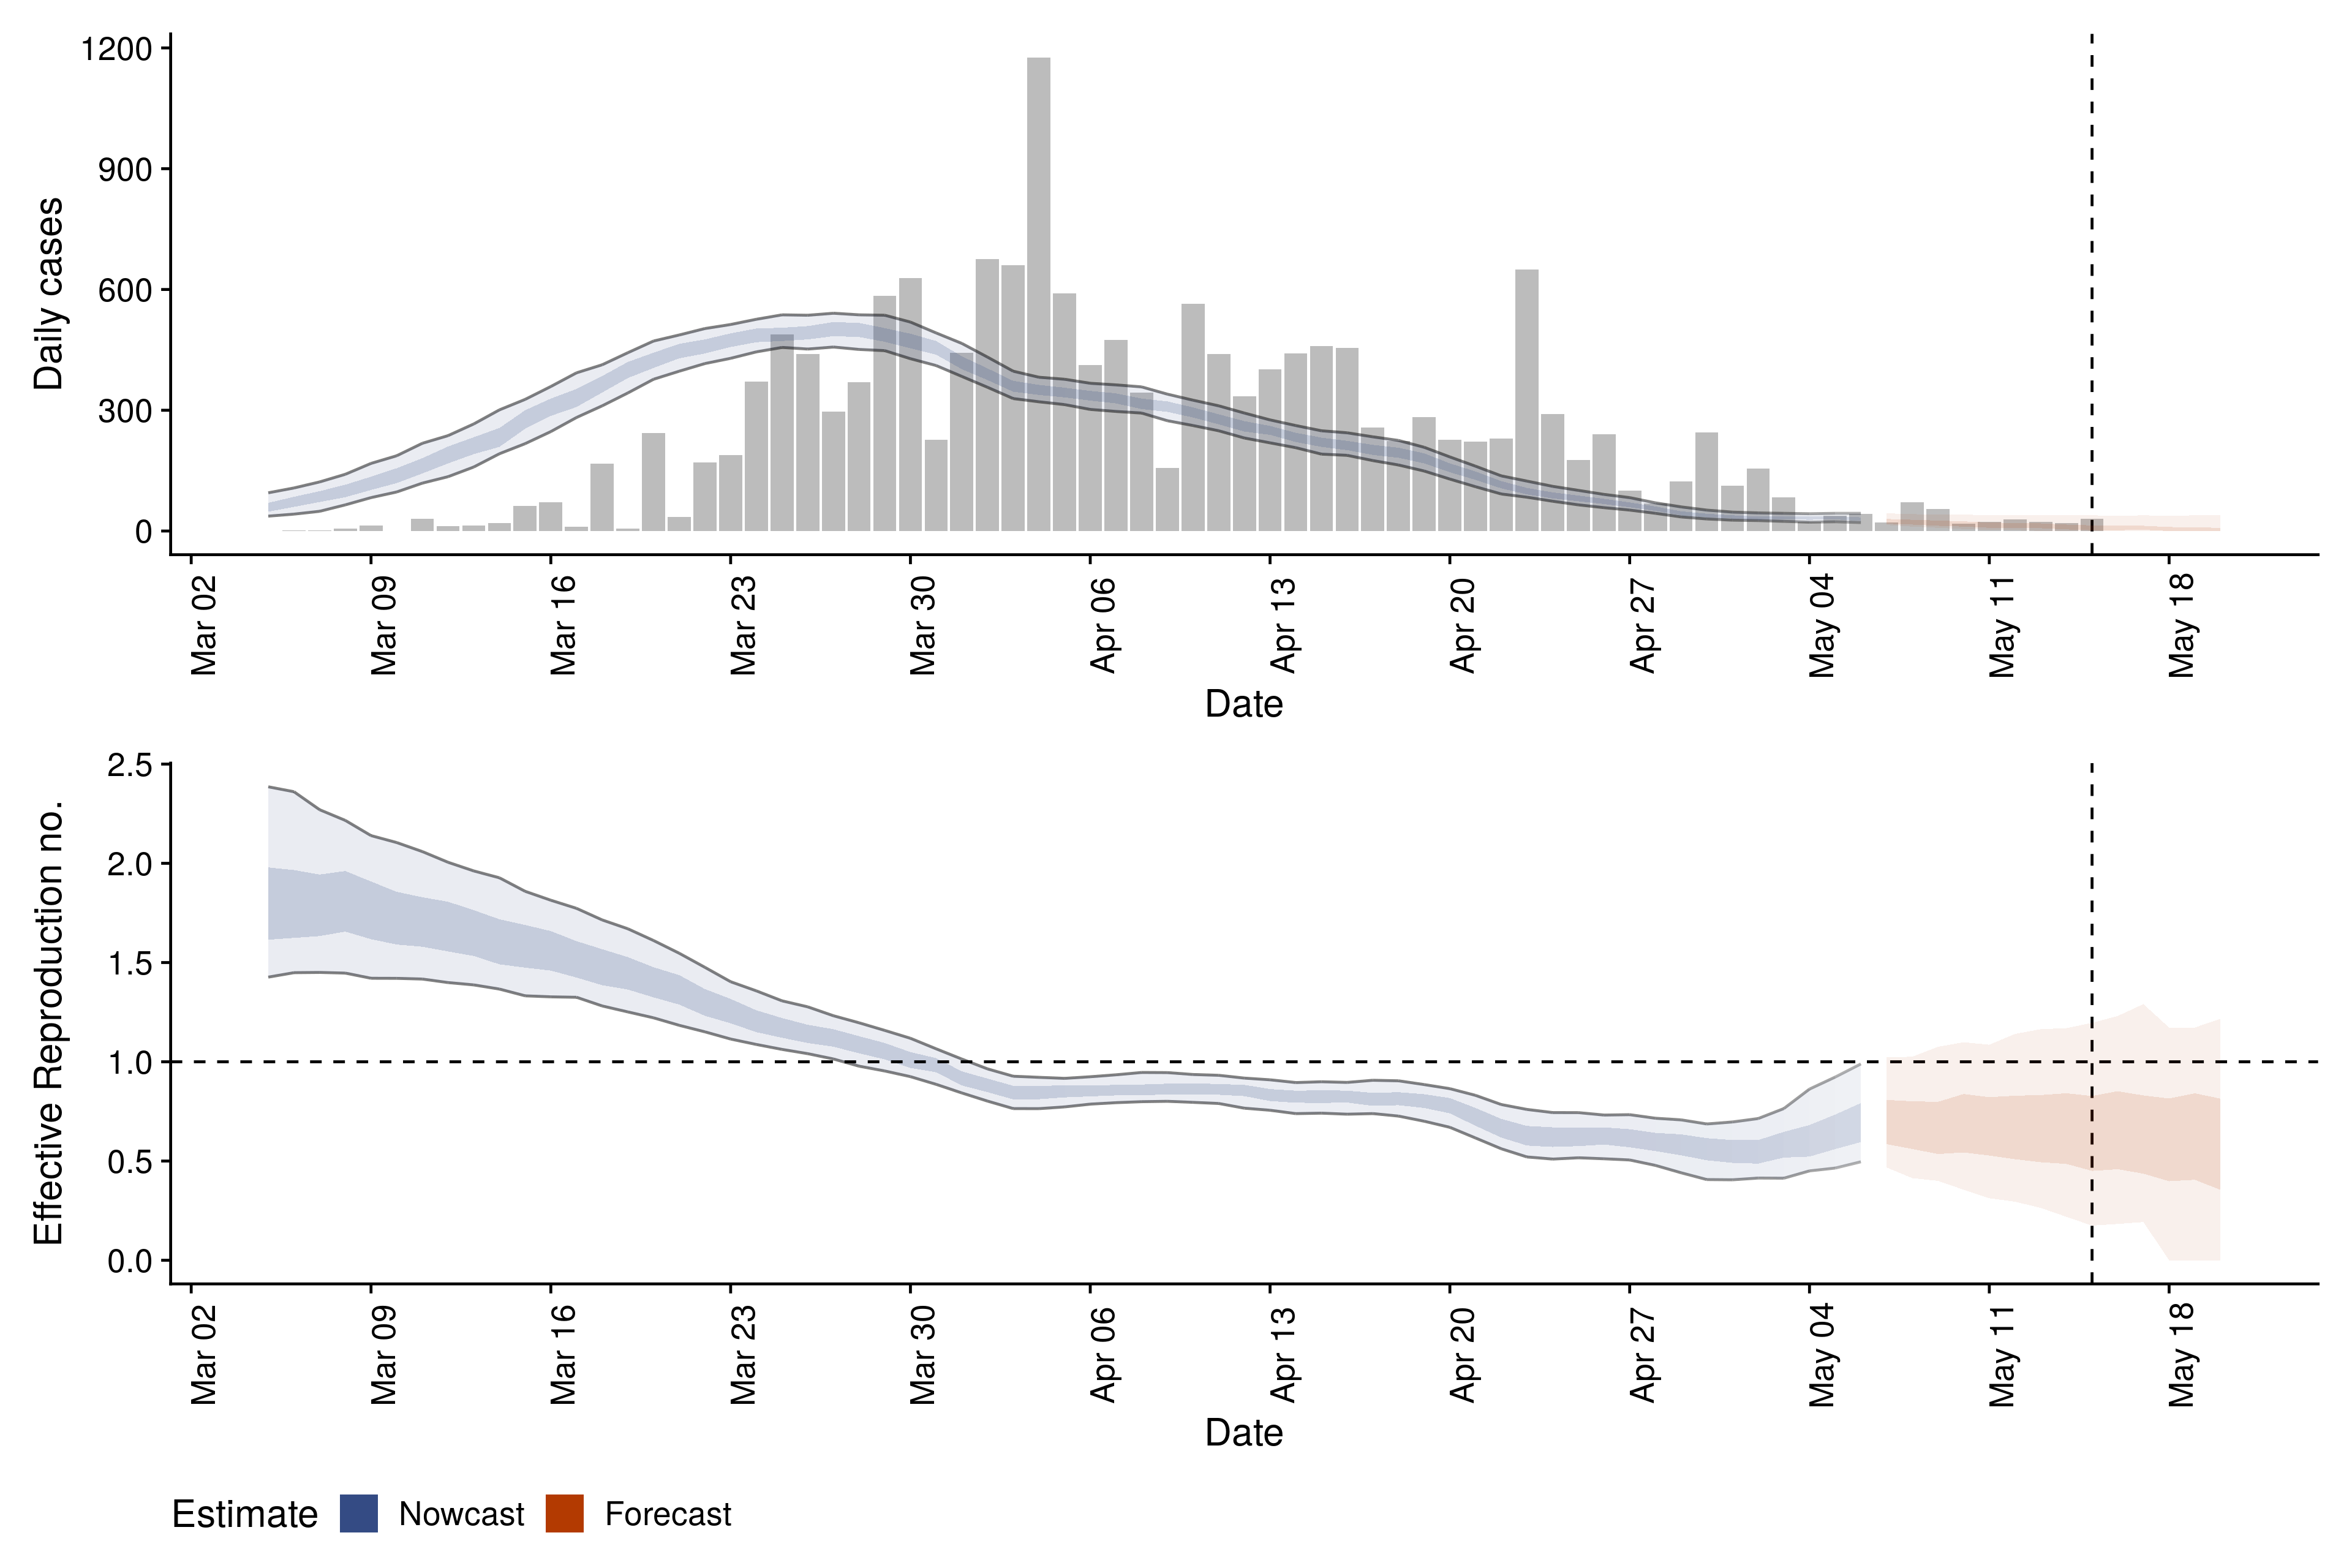 Daily cases
1200
900
600
300
0
Mar 02
Mar 09
Mar 16
Mar 23
Mar 30
Apr 06
Apr 13
Apr 20
Apr 27
May 04
May 11
May 18
Date
Effective Reproduction no.
2.5
2.0
1.5
1.0
0.5
0.0
Mar 02
Mar 09
Mar 16
Mar 23
Mar 30
Apr 06
Apr 13
Apr 20
Apr 27
May 04
May 11
May 18
Date
Estimate Nowcast Forecast